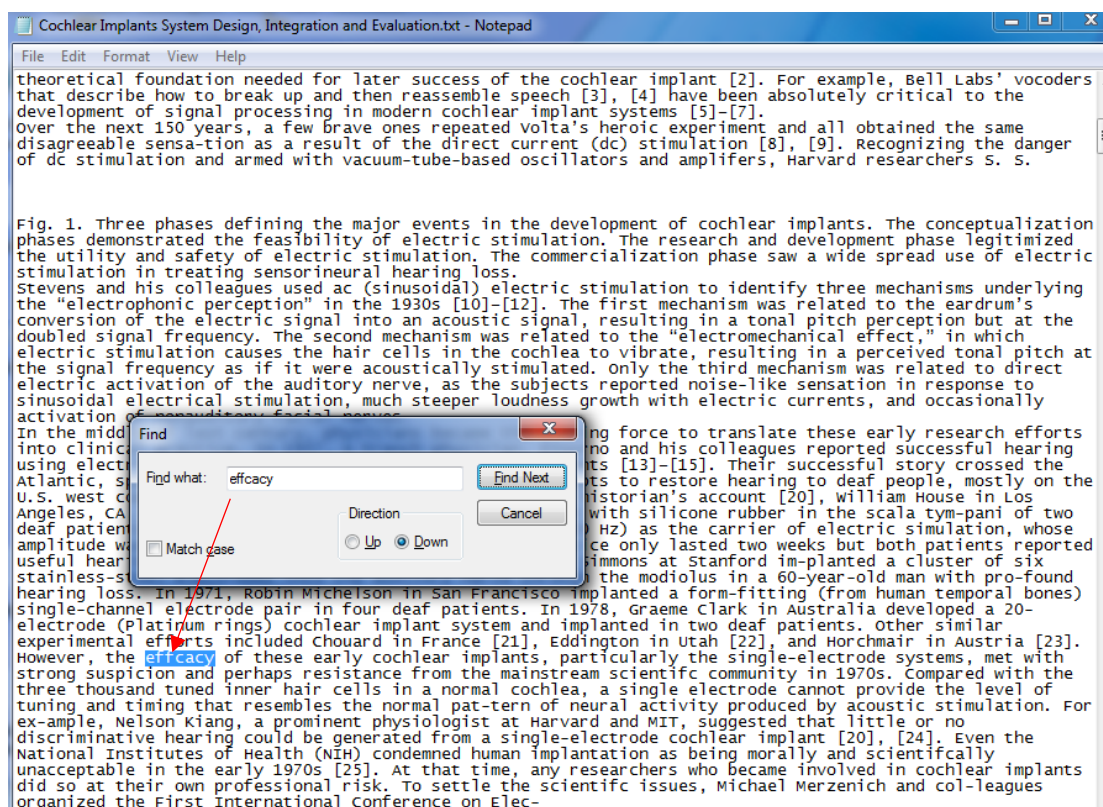 Cochlear Implants System Design, Integration and Evaluation.txt - Notepad
File Edit Format View Help
theoretical foundation needed for later success of the cochlear implant [2]. For example, Bell Labs' vocoders
that describe how to break up and then reassemble speech [3], [4] have been absolutely critical to the
development of signal processing in modern cochlear implant systems [5]–[7].
Over the next 150 years, a few brave ones repeated Volta's heroic experiment and all obtained the same
disagreeable sensa-tion as a result of the direct current (dc) stimulation [8], [9]. Recognizing the danger
of dc stimulation and armed with vacuum-tube-based oscillators and amplifers, Harvard researchers S. S.
Fig. 1. Three phases defining the major events in the development of cochlear implants. The conceptualization
phases demonstrated the feasibility of electric stimulation. The research and development phase legitimized
the utility and safety of electric stimulation. The commercialization phase saw a wide spread use of electric
stimulation in treating sensorineural hearing loss.
Stevens and his colleagues used ac (sinusoidal) electric stimulation to identify three mechanisms underlying
the “electrophonic perception” in the 1930s [10]–[12]. The first mechanism was related to the eardrum's
conversion of the electric signal into an acoustic signal, resulting in a tonal pitch perception but at the
doubled signal frequency. The second mechanism was related to the “electromechanical effect,” in which
electric stimulation causes the hair cells in the cochlea to vibrate, resulting in a perceived tonal pitch at
the signal frequency as if it were acoustically stimulated. Only the third mechanism was related to direct
electric activation of the auditory nerve, as the subjects reported noise-like sensation in response to
sinusoidal electrical stimulation, much steeper loudness growth with electric currents, and occasionally
activation of nonauditory facial nerves.
In the midd ng force to translate these early research efforts
into clinic no and his colleagues reported successful hearing
using elect ts [13]–[15]. Their successful story crossed the
Atlantic, s ts to restore hearing to deaf people, mostly on the
U.S. west c historian's account [20], William House in Los
Angeles, CA with silicone rubber in the scala tym-pani of two
deaf patien Hz) as the carrier of electric simulation, whose
amplitude w ce only lasted two weeks but both patients reported
useful hear immons at Stanford im-planted a cluster of six
stainless-s the modiolus in a 60-year-old man with pro-found
hearing loss. In 1971, Robin Michelson in San Francisco implanted a form-fitting (from human temporal bones)
single-channel electrode pair in four deaf patients. In 1978, Graeme Clark in Australia developed a 20-
electrode (Platinum rings) cochlear implant system and implanted in two deaf patients. Other similar
experimental efforts included Chouard in France [21], Eddington in Utah [22], and Horchmair in Austria [23].
However, the effcacy of these early cochlear implants, particularly the single-electrode systems, met with
strong suspicion and perhaps resistance from the mainstream scientifc community in 1970s. Compared with the
three thousand tuned inner hair cells in a normal cochlea, a single electrode cannot provide the level of
tuning and timing that resembles the normal pat-tern of neural activity produced by acoustic stimulation. For
ex-ample, Nelson Kiang, a prominent physiologist at Harvard and MIT, suggested that little or no
discriminative hearing could be generated from a single-electrode cochlear implant [20], [24]. Even the
National Institutes of Health (NIH) condemned human implantation as being morally and scientifcally
unacceptable in the early 1970s [25]. At that time, any researchers who became involved in cochlear implants
did so at their own professional risk. To settle the scientifc issues, Michael Merzenich and col-leagues
organized the First International Conference on Elec-
Find
Find what: effcacy Find Next
Direction Cancel
Match case Up Down